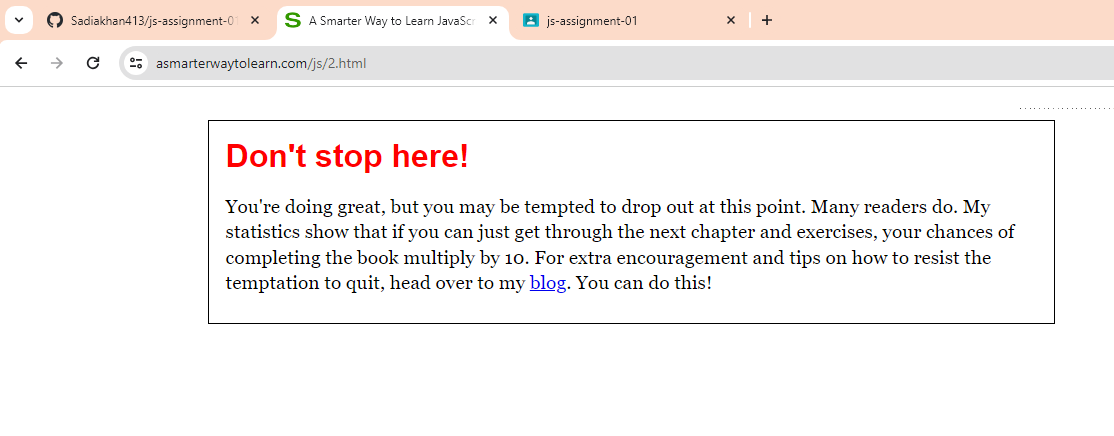 Sadiakhan413/js-assignment-01
A Smarter Way to Learn JavaScr
js-assignment-01
asmarterwaytolearn.com/js/2.html
Don't stop here!
You're doing great, but you may be tempted to drop out at this point. Many readers do. My
statistics show that if you can just get through the next chapter and exercises, your chances of
completing the book multiply by 10. For extra encouragement and tips on how to resist the
temptation to quit, head over to my blog. You can do this!